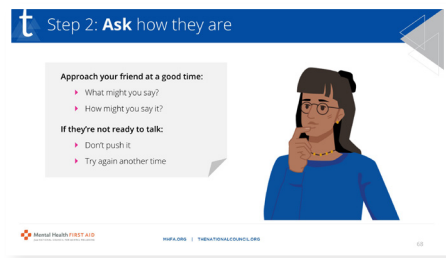 t Step 2: Ask how they are
Approach your friend at a good time:
What might you say?
How might you say it?
If they're not ready to talk:
Don't push it
Try again another time
Mental Health FIRST AID
MHFA.ORG | THENATIONALCOUNCIL.ORG